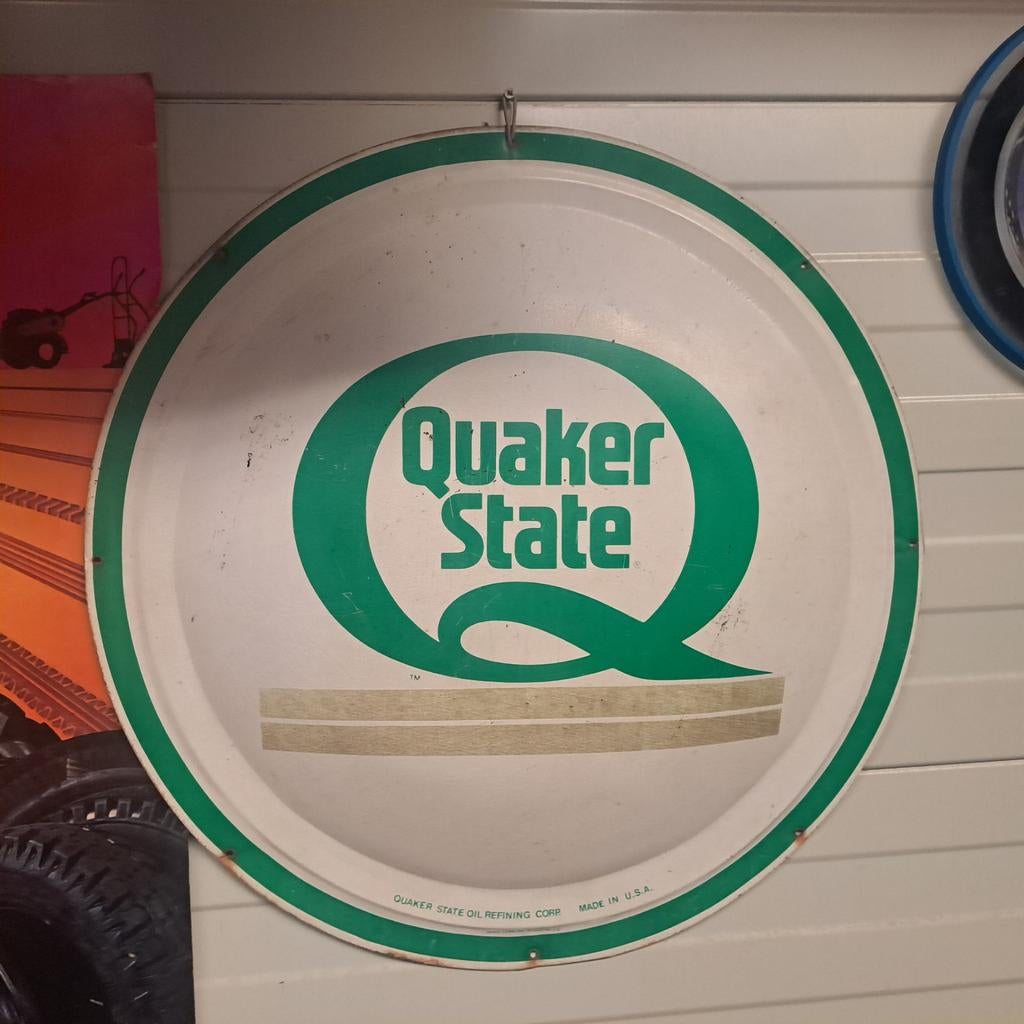 Quaker
State
TM
QUAKER STATE OIL REFINING CORP. MADE IN U.S.A.